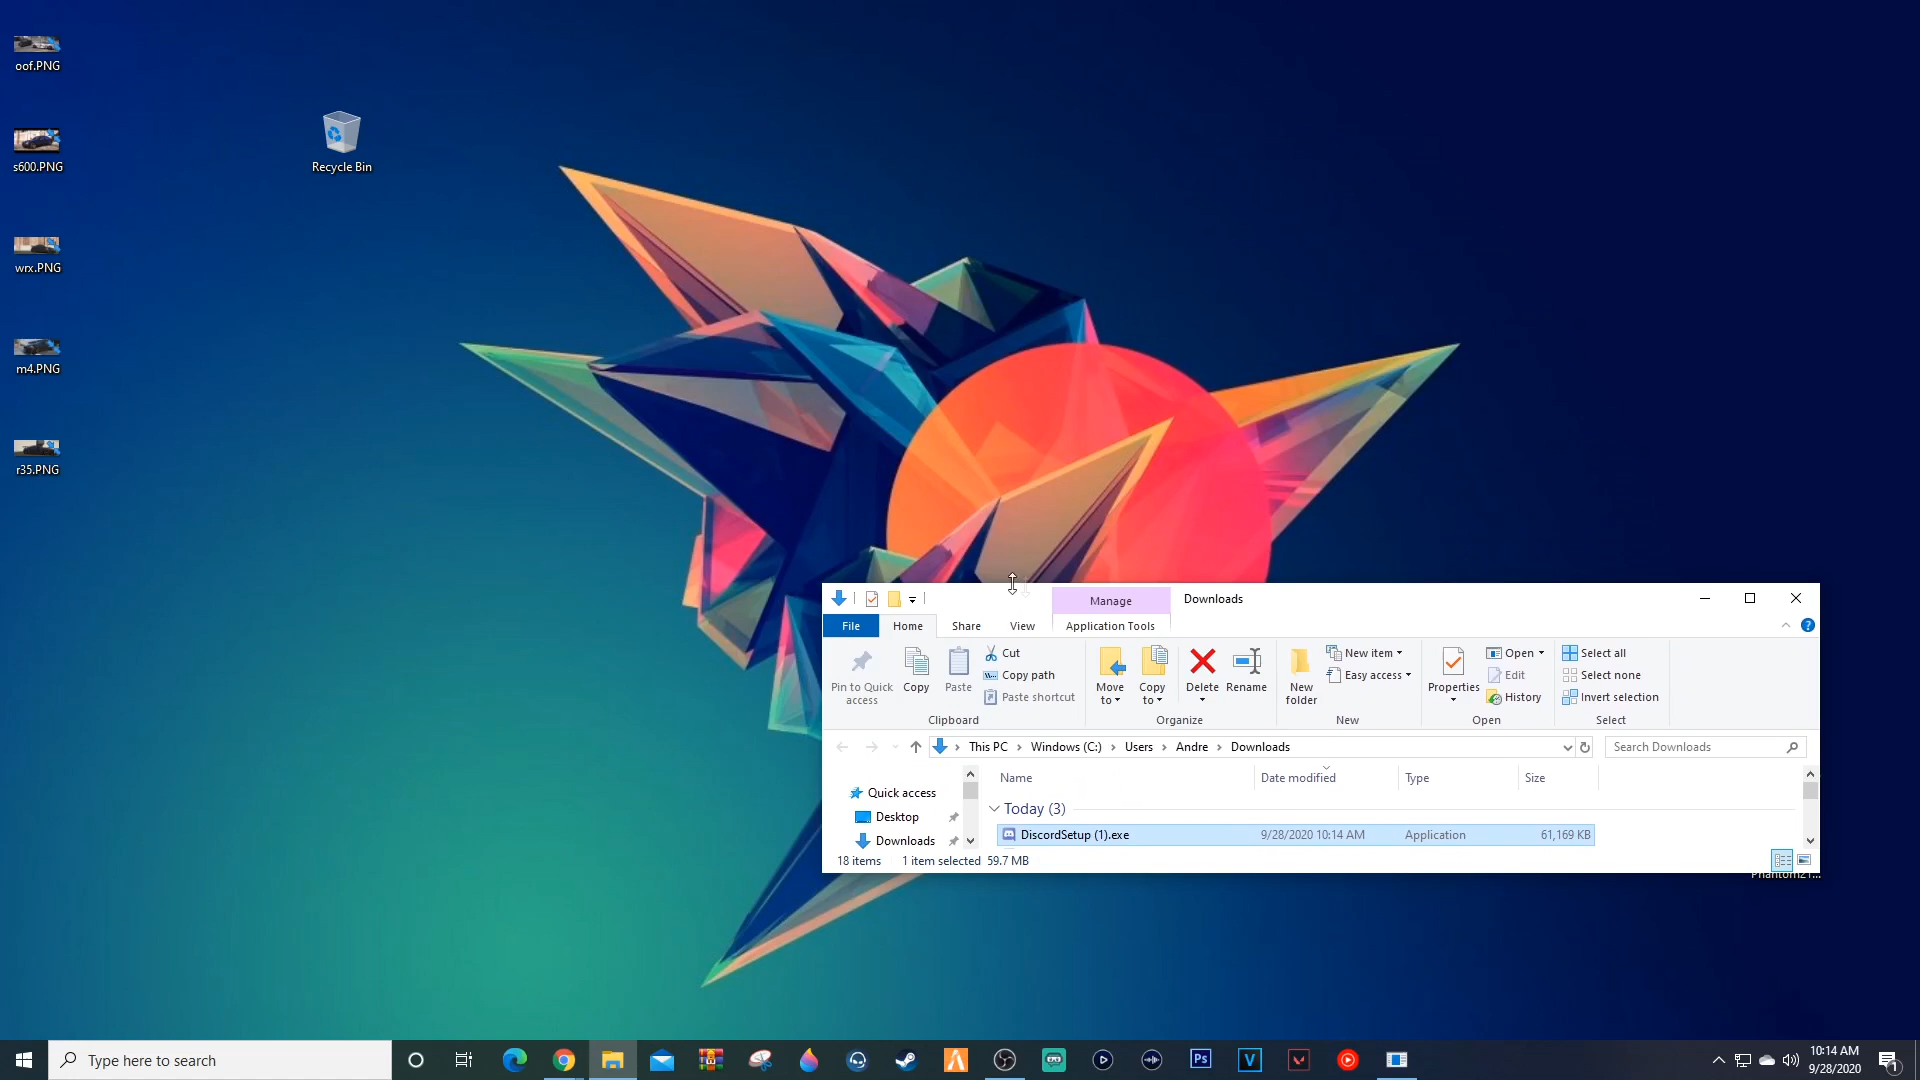 oof.PNG
s600.PNG
wrx.PNG
m4.PNG
r35.PNG
Recycle Bin
Manage
Downloads
File
Home
Share
View
Application Tools
Pin to Quick access
Copy
Paste
Cut
Copy path
Paste shortcut
Clipboard
Move to
Copy to
Delete
Rename
Organize
New folder
New item
Easy access
New
Properties
Open
Edit
History
Open
Select all
Select none
Invert selection
Select
This PC > Windows (C:) > Users > Andre > Downloads
Search Downloads
Quick access
Desktop
Downloads
Name
Date modified
Type
Size
Today (3)
DiscordSetup (1).exe
9/28/2020 10:14 AM
Application
61,169 KB
18 items
1 item selected 59.7 MB
Phantom21...
Type here to search
Ps
V
10:14 AM
9/28/2020
1